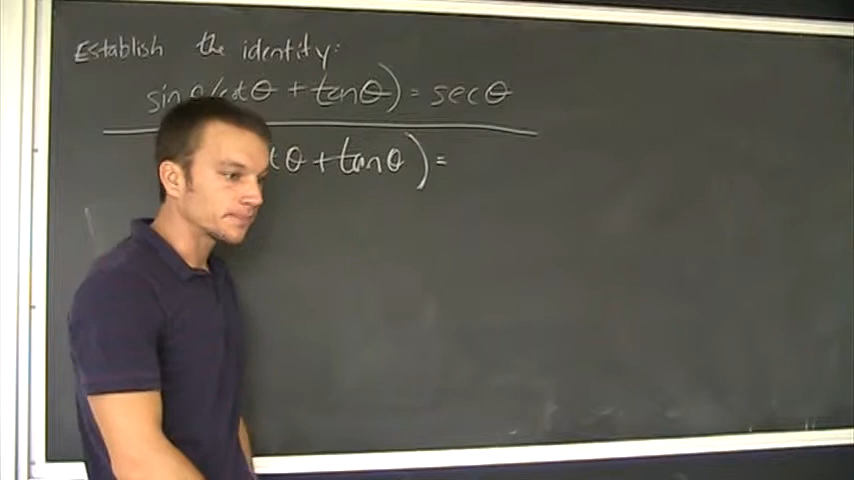 Establish the identity:
sin θ (cot θ + tan θ) = sec θ
t θ + tan θ) =